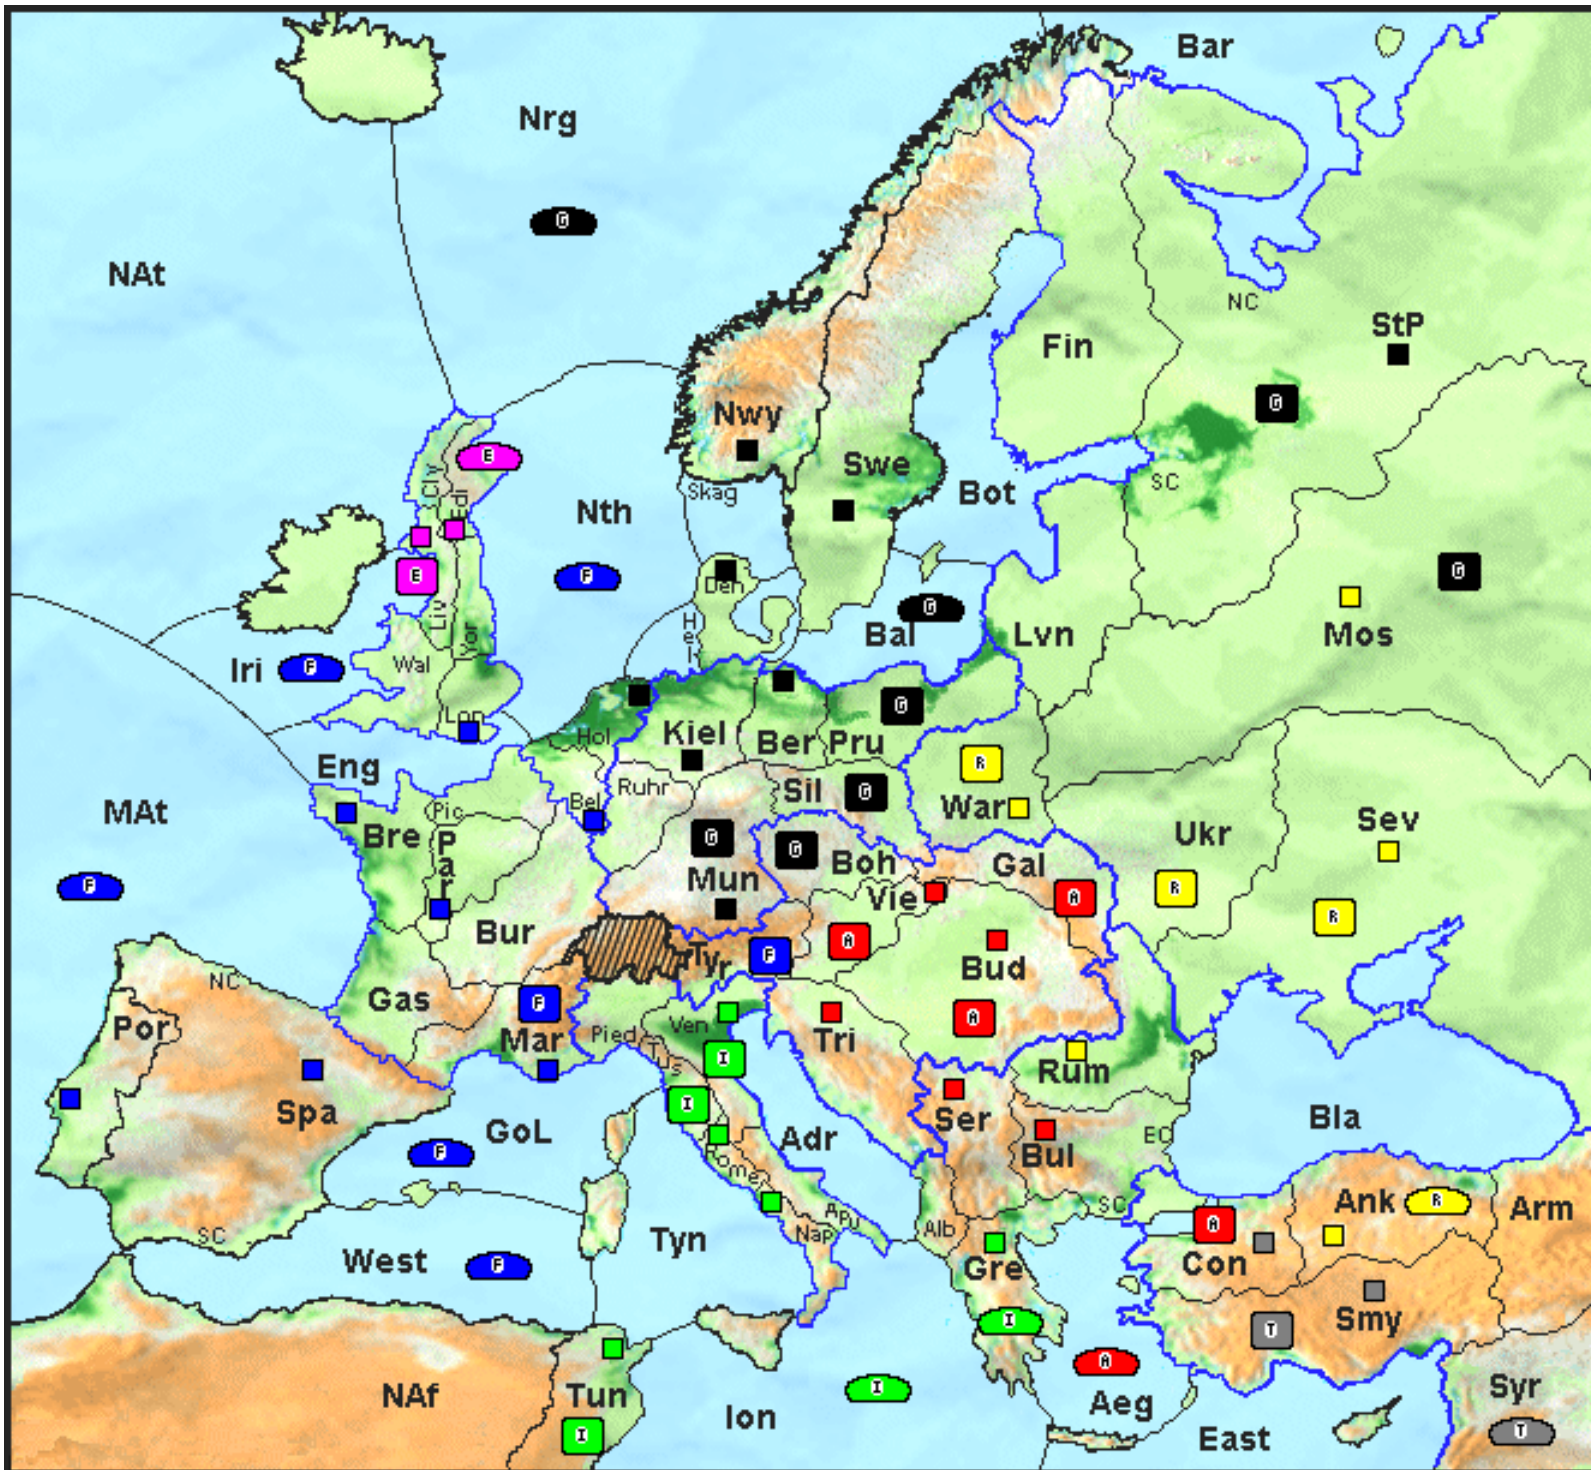 Bar
Nrg
G
NAt
NC
StP
Fin
G
Nwy
E
Cly
Swe
SC
Skag
Bot
Edl
Nth
G
E
F
Den
G
Liv
Yor
Hel
Bal
Lvn
Mos
Iri
F
Wal
G
Lon
Hol
Kiel
Ber
Pru
R
Eng
Ruhr
Sil
G
War
MAt
Pic
Bel
Ukr
Sev
Bre
Par
G
G
Boh
Gal
F
Mun
Vie
A
R
R
Bur
Tyr
F
A
Bud
NC
Gas
F
A
Por
Mar
Pied
Ven
Tri
Tus
I
Rum
Spa
I
Ser
Bla
GoL
Adr
EC
F
Rome
Bul
SC
Ank
R
Arm
SC
West
F
Tyn
Apu
Nap
Alb
A
Con
Gre
I
T
Smy
A
NAf
Tun
I
Aeg
Syr
Ion
I
East
T